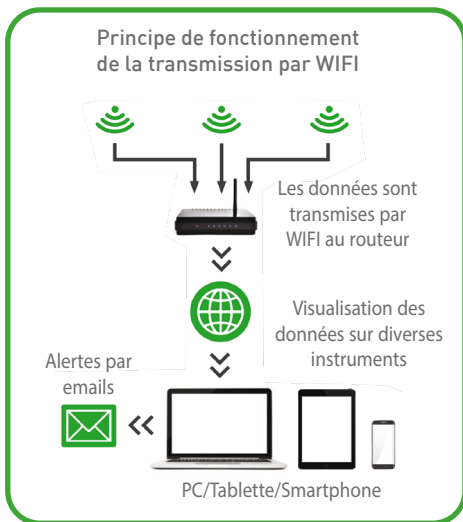 Principe de fonctionnement
de la transmission par WIFI
Les données sont
transmises par
WIFI au routeur
Visualisation des
données sur diverses
instruments
Alertes par
emails
PC/Tablette/Smartphone